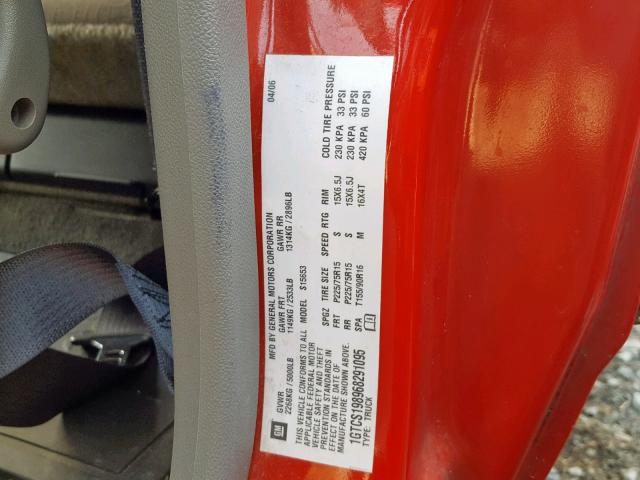 MFD BY GENERAL MOTORS CORPORATION
04/06
GVWR GAWR FRT GAWR RR
2268KG/5000LB 1149KG/2533LB 1314KG/2896LB
THIS VEHICLE CONFORMS TO ALL
APPLICABLE FEDERAL MOTOR
VEHICLE SAFETY AND THEFT
PREVENTION STANDARDS IN
EFFECT ON THE DATE OF
MANUFACTURE SHOWN ABOVE.
1GTCS198968291095
TYPE: TRUCK
MODEL S15653
SPGZ TIRE SIZE SPEED RTG RIM COLD TIRE PRESSURE
FRT P225/75R15 S 15X6.5J 230 KPA 33 PSI
RR P225/75R15 S 15X6.5J 230 KPA 33 PSI
SPA T155/90R16 M 16X4T 420 KPA 60 PSI
GM